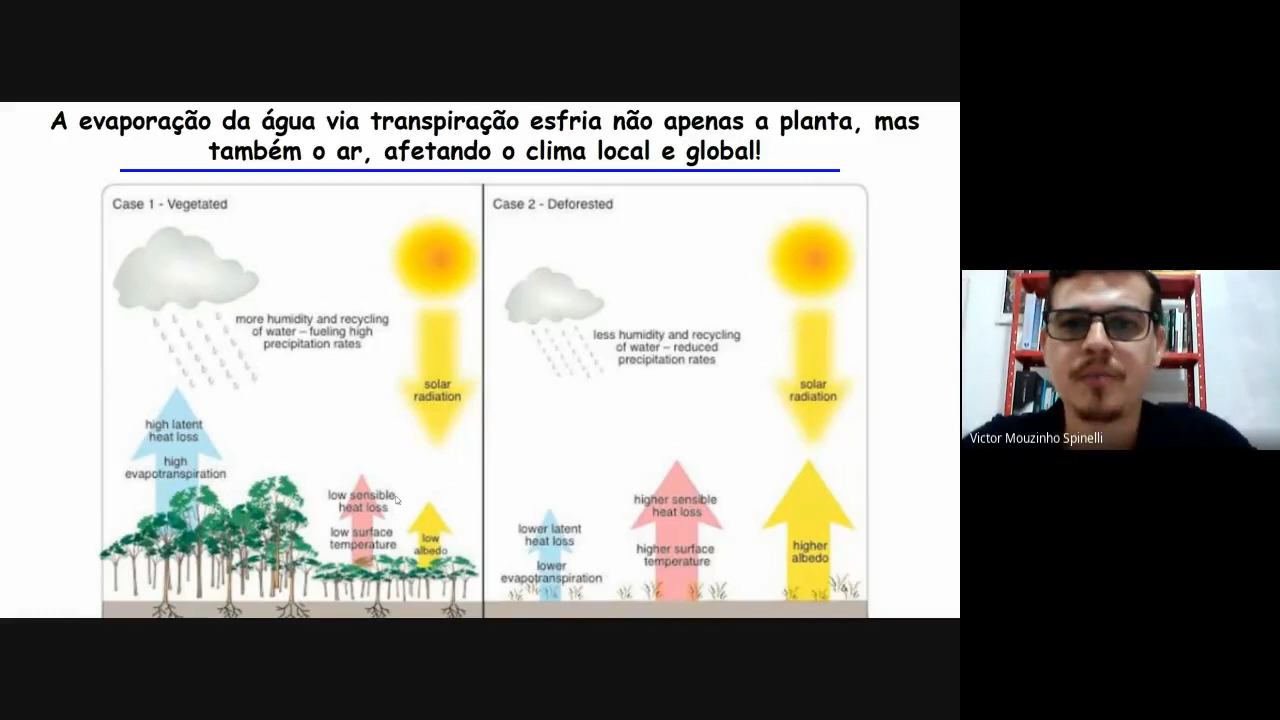 A evaporação da água via transpiração esfria não apenas a planta, mas
também o ar, afetando o clima local e global!
Case 1 - Vegetated
more humidity and recycling
of water – fueling high
precipitation rates
solar
radiation
high latent
heat loss
high
evapotranspiration
low sensible
heat loss
low surface
temperature
low
albedo
Case 2 - Deforested
less humidity and recycling
of water – reduced
precipitation rates
solar
radiation
lower latent
heat loss
lower
evapotranspiration
higher sensible
heat loss
higher surface
temperature
higher
albedo
Victor Mouzinho Spinelli